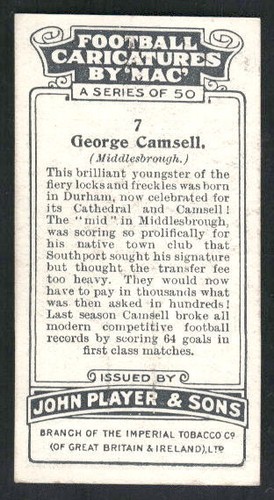 FOOTBALL
CARICATURES
BY 'MAC'
A SERIES OF 50
7
George Camsell.
(Middlesbrough.)
This brilliant youngster of the
fiery locks and freckles was born
in Durham, now celebrated for
its Cathedral and Camsell!
The "mid" in Middlesbrough,
was scoring so prolifically for
his native town club that
Southport sought his signature
but thought the transfer fee
too heavy. They would now
have to pay in thousands what
was then asked in hundreds!
Last season Camsell broke all
modern competitive football
records by scoring 64 goals in
first class matches.
ISSUED BY
JOHN PLAYER & SONS
BRANCH OF THE IMPERIAL TOBACCO CO
(OF GREAT BRITAIN & IRELAND), LTD